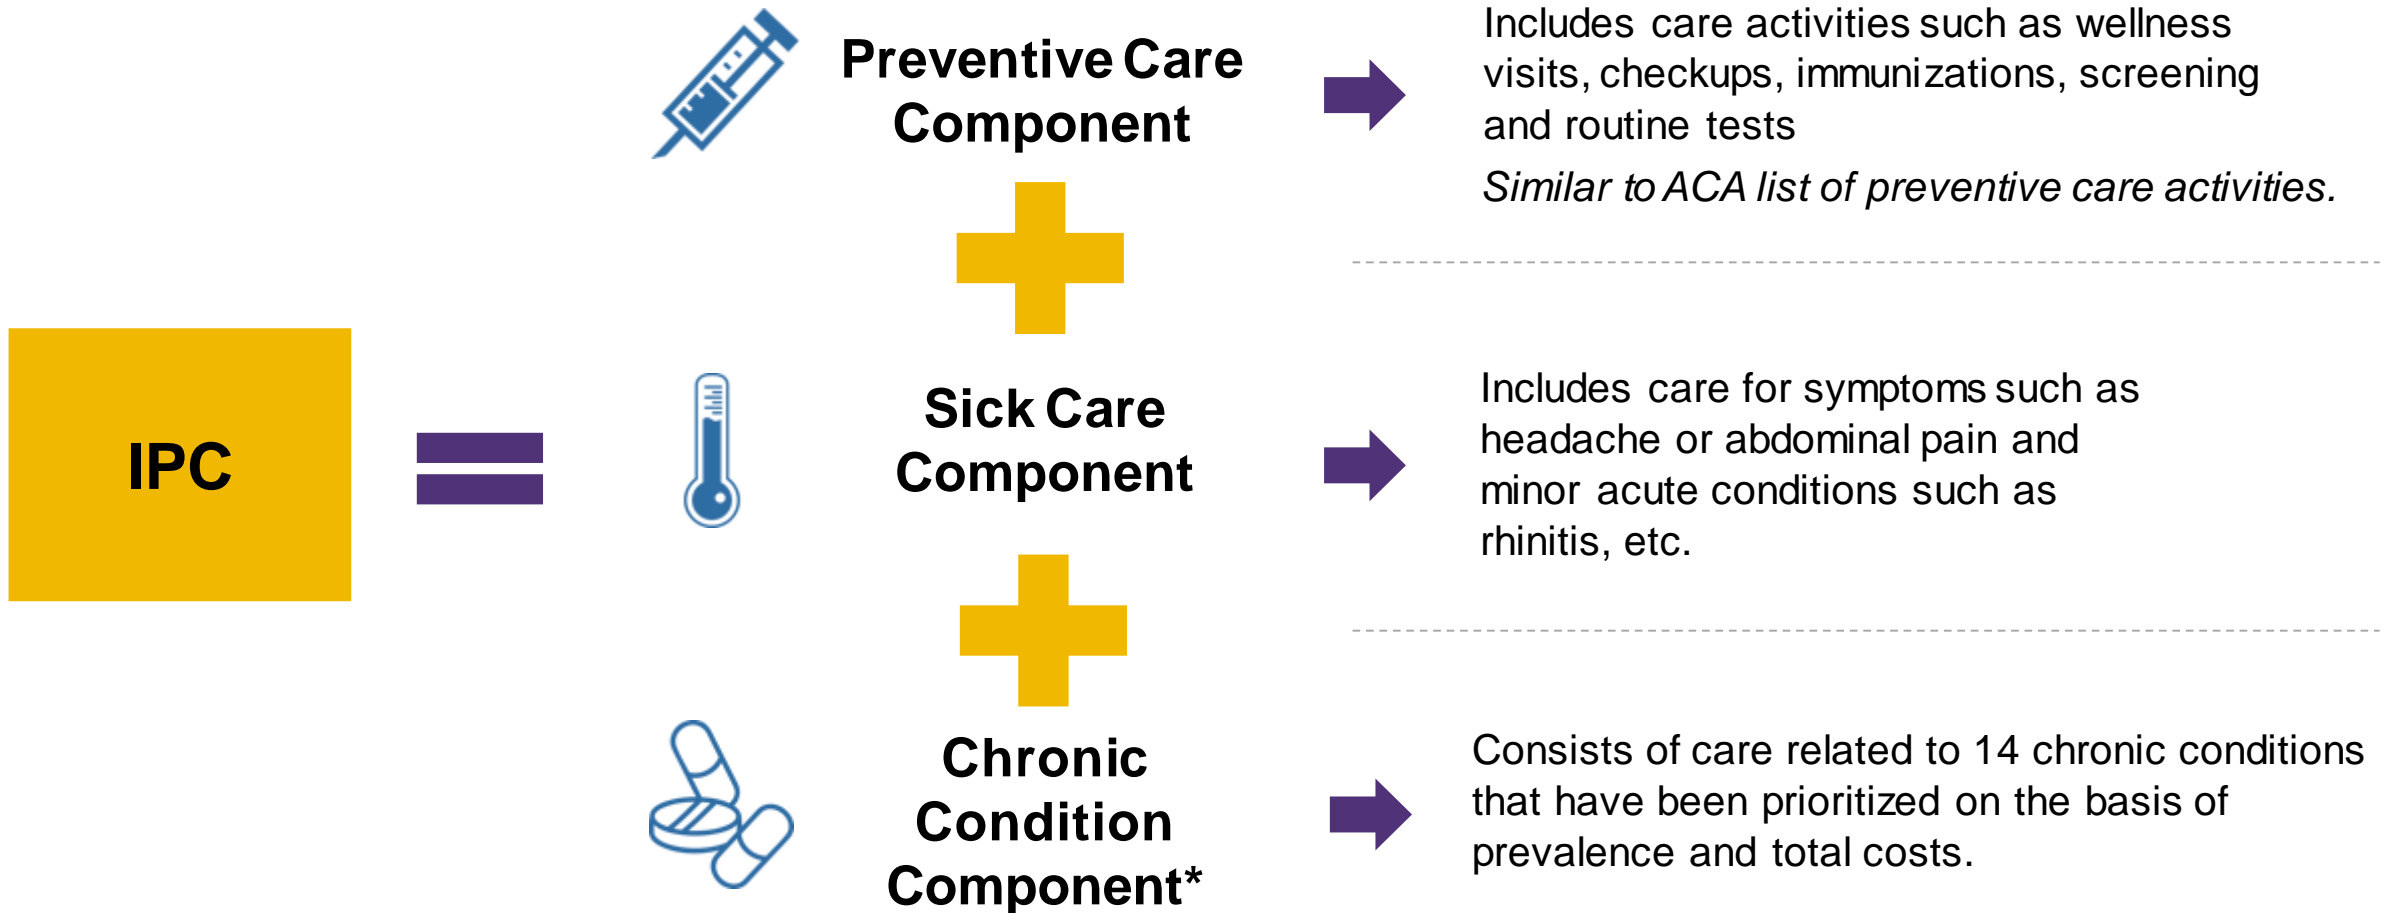 Preventive Care
Component
Includes care activities such as wellness
visits, checkups, immunizations, screening
and routine tests
Similar to ACA list of preventive care activities.
IPC
Sick Care
Component
Includes care for symptoms such as
headache or abdominal pain and
minor acute conditions such as
rhinitis, etc.
Chronic
Condition
Component*
Consists of care related to 14 chronic conditions
that have been prioritized on the basis of
prevalence and total costs.